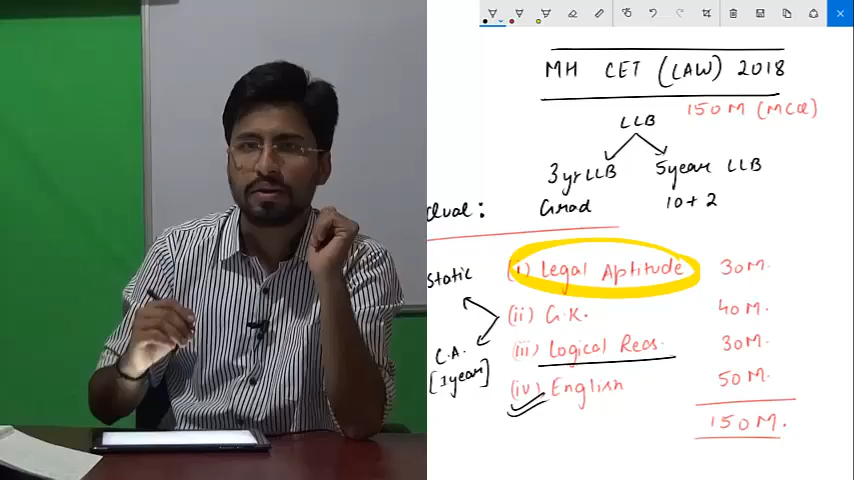 MH CET (LAW) 2018
150 M (MCQ)
LLB
3yr LLB 5year LLB
Grad 10+2
dual:
(i) Legal Aptitude 30M.
Static
(ii) G.K. 40M.
(iii) Logical Reas. 30M.
C.A.
[1year]
(iv) English 50M.
150M.